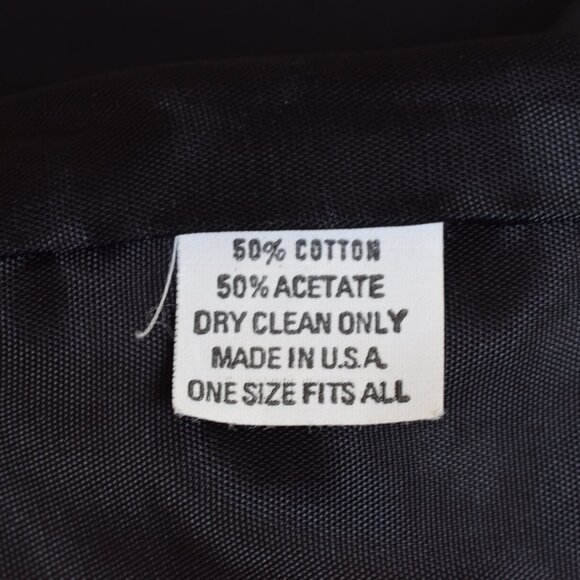 50% COTTON
50% ACETATE
DRY CLEAN ONLY
MADE IN U.S.A.
ONE SIZE FITS ALL